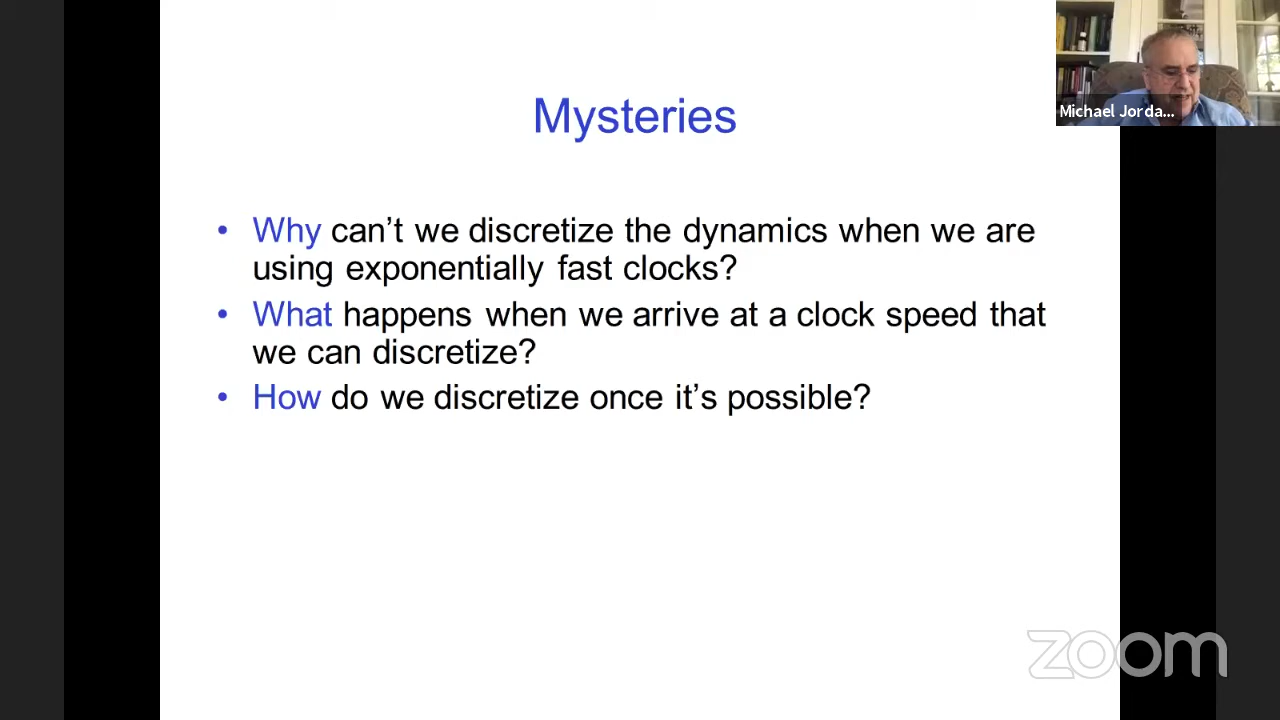 Mysteries
Michael Jorda...
• Why can't we discretize the dynamics when we are
using exponentially fast clocks?
• What happens when we arrive at a clock speed that
we can discretize?
• How do we discretize once it's possible?
zoom